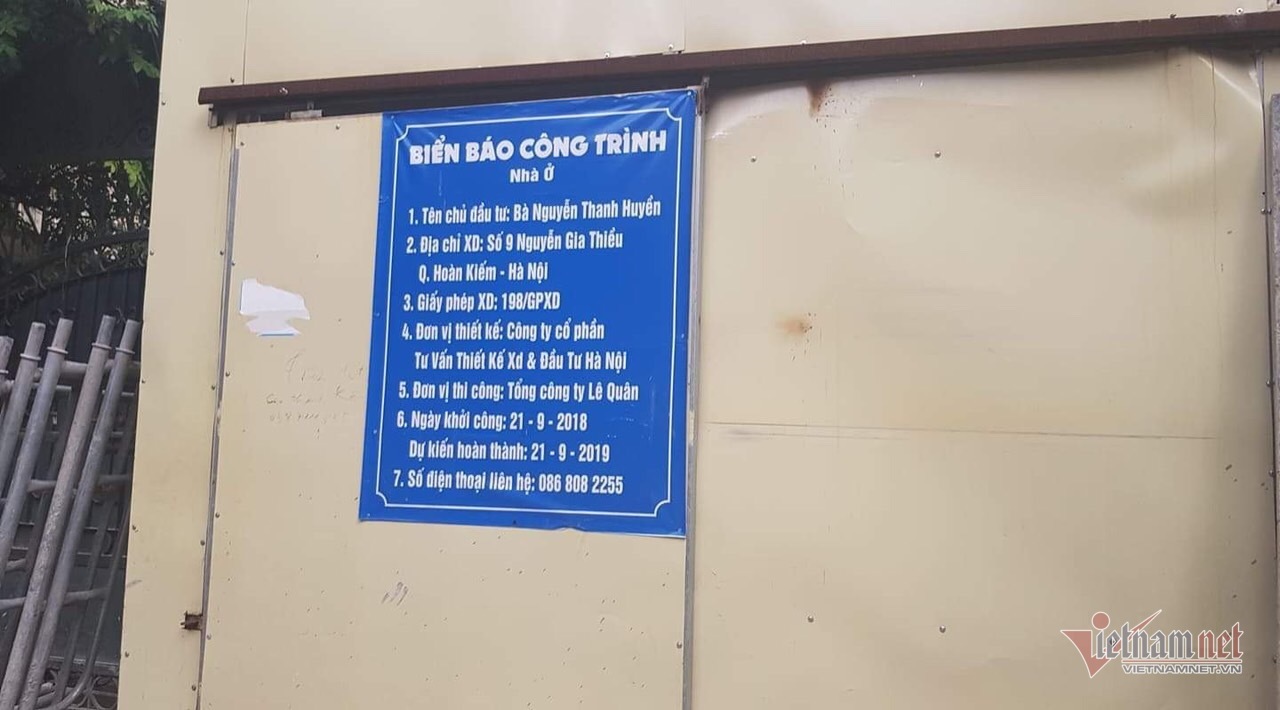 BIỂN BÁO CÔNG TRÌNH
Nhà Ở
1. Tên chủ đầu tư: Bà Nguyễn Thanh Huyền
2. Địa chỉ XD: Số 9 Nguyễn Gia Thiều
Q. Hoàn Kiếm - Hà Nội
3. Giấy phép XD: 198/GPXD
4. Đơn vị thiết kế: Công ty cổ phần
Tư Vấn Thiết Kế Xd & Đầu Tư Hà Nội
5. Đơn vị thi công: Tổng công ty Lê Quân
6. Ngày khởi công: 21 - 9 - 2018
Dự kiến hoàn thành: 21 - 9 - 2019
7. Số điện thoại liên hệ: 086 808 2255
Vietnamnet
VIETNAMNET.VN